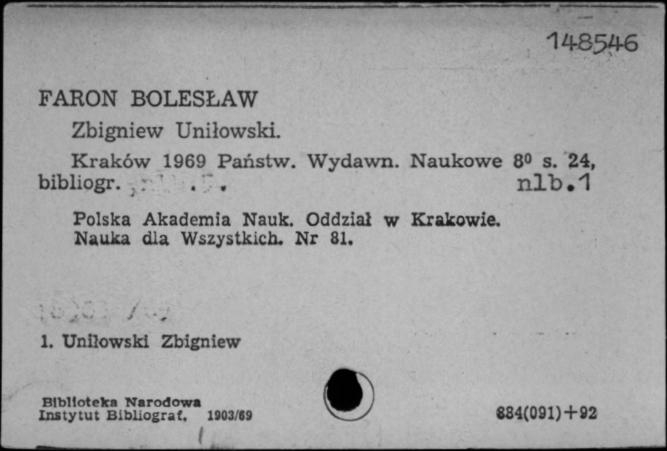 148546
FARON BOLESŁAW
Zbigniew Uniłowski.
Kraków 1969 Państw. Wydawn. Naukowe 8⁰ s. 24,
bibliogr. nlb.1
Polska Akademia Nauk. Oddział w Krakowie.
Nauka dla Wszystkich. Nr 81.
1. Uniłowski Zbigniew
Biblioteka Narodowa
Instytut Bibliograf. 1903/69
884(091)+92